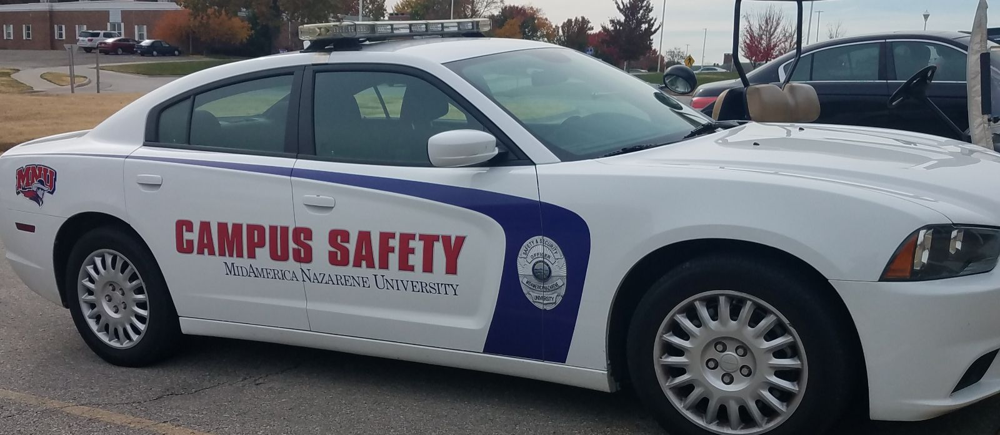 MNU
CAMPUS SAFETY
MIDAMERICA NAZARENE UNIVERSITY
SAFETY & SECURITY
OFFICER
MIDAMERICA NAZARENE
UNIVERSITY